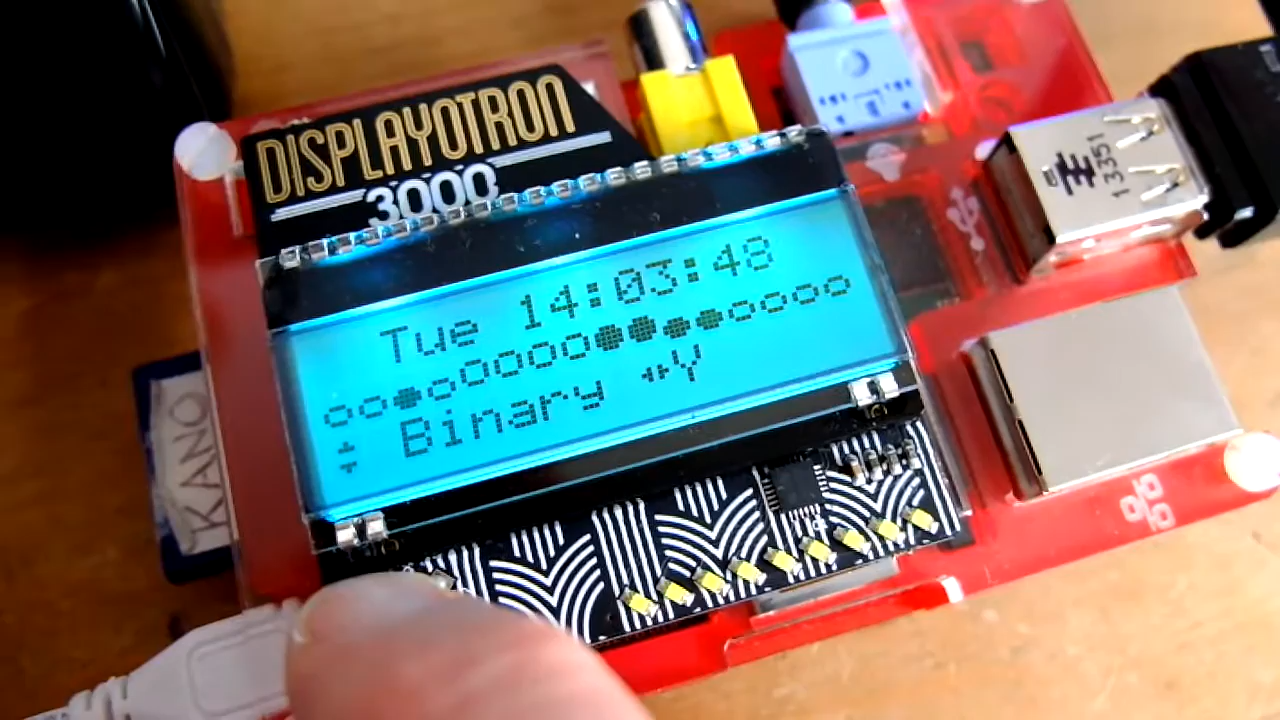 DISPLAYOTRON
3000
Tue 14:03:48
Binary Y
KANO
13351